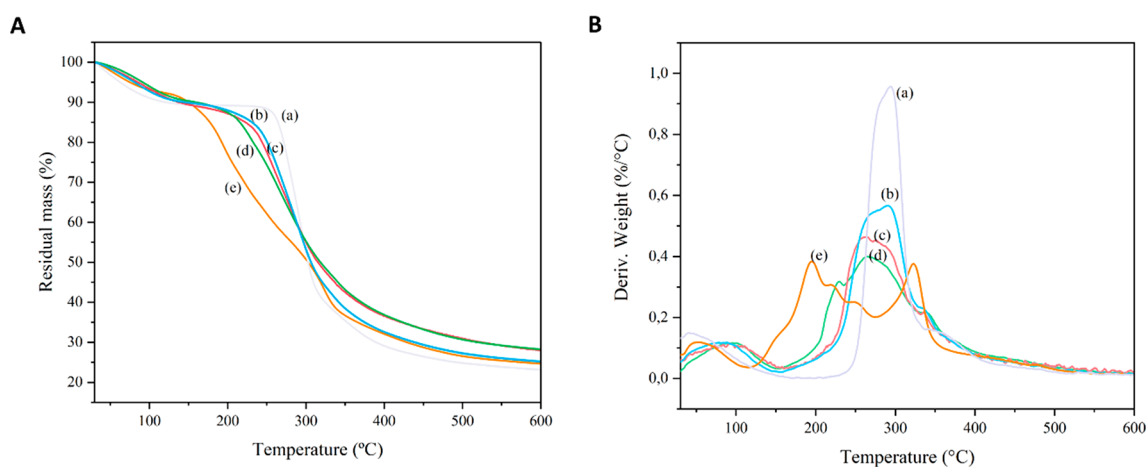 A
100
90
80
70
60
50
40
30
20
Residual mass (%)
(a)
(b)
(c)
(d)
(e)
100
200
300
400
500
600
Temperature (ºC)
B
1,0
0,8
0,6
0,4
0,2
0,0
Deriv. Weight (%/°C)
(a)
(b)
(c)
(d)
(e)
100
200
300
400
500
600
Temperature (°C)